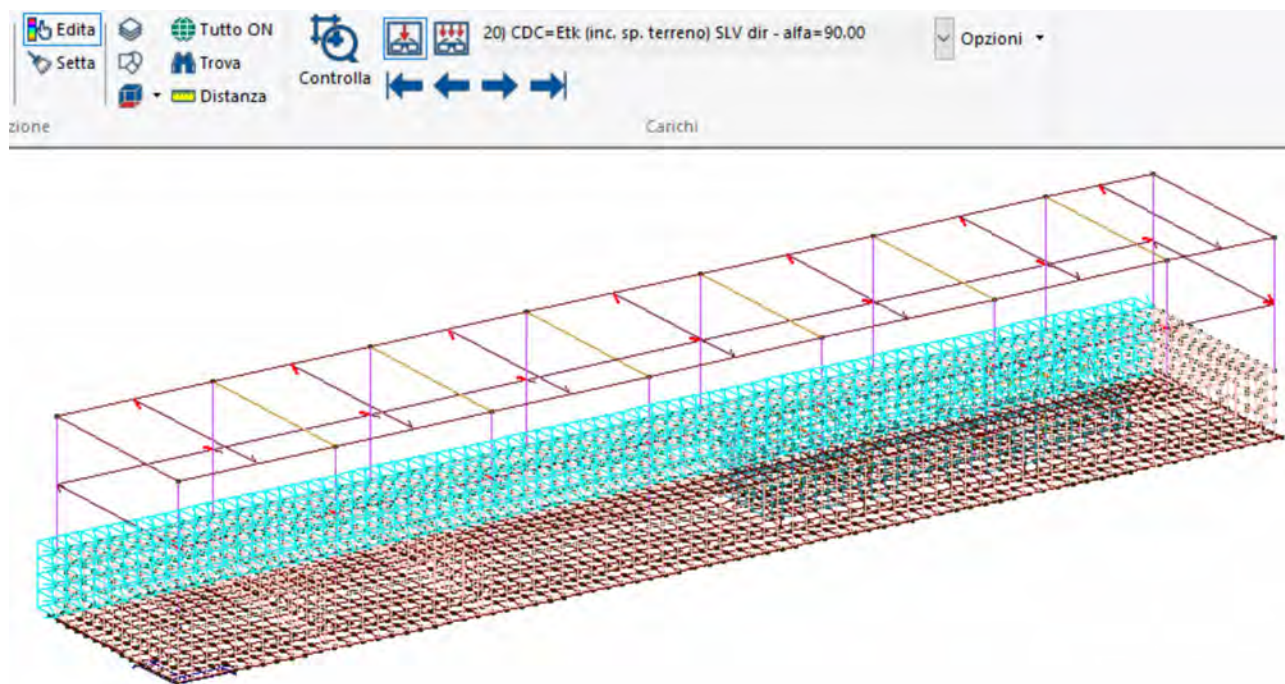 Edita
Setta
Tutto ON
Trova
Distanza
Controlla
20) CDC=Etk (inc. sp. terreno) SLV dir - alfa=90.00
Opzioni
zione
Carichi